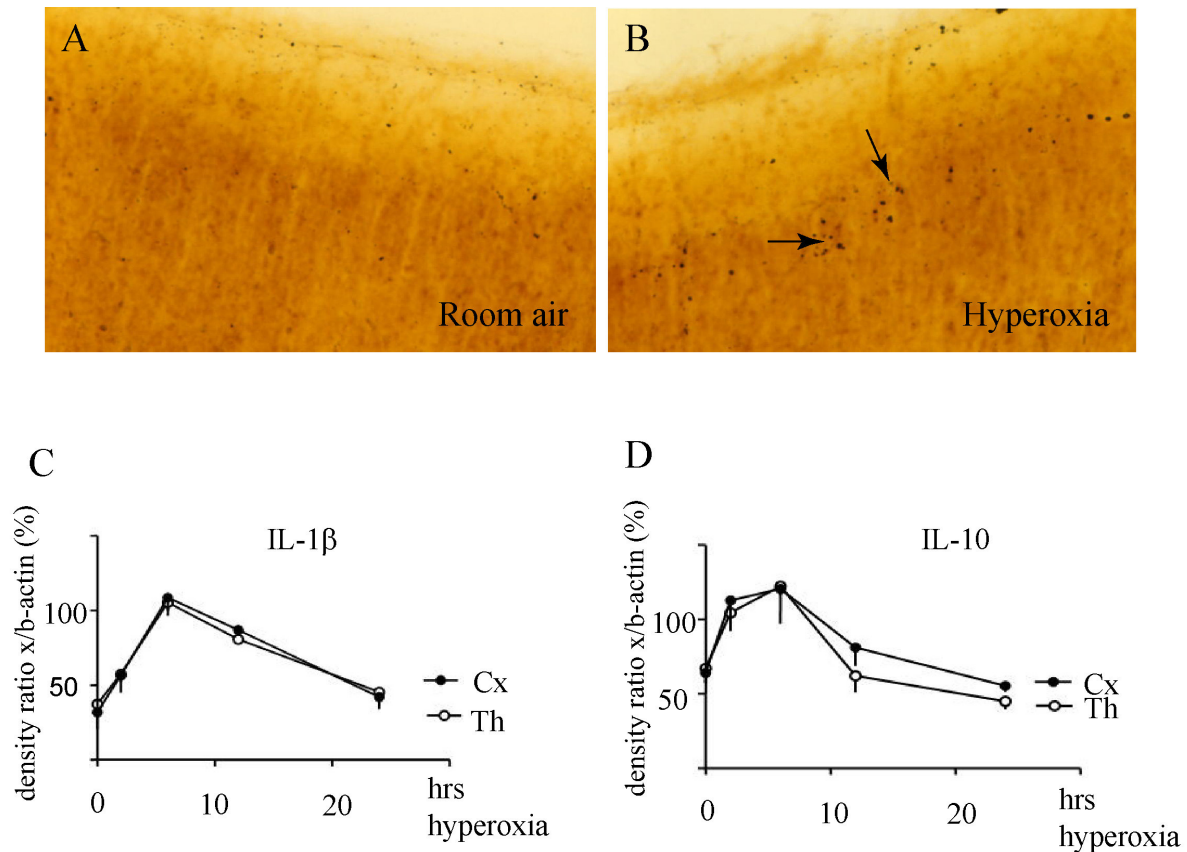 A
Room air
B
Hyperoxia
C
IL-1β
density ratio x/b-actin (%)
100
50
Cx
Th
0
10
20
hrs
hyperoxia
D
IL-10
density ratio x/b-actin (%)
100
50
Cx
Th
0
10
20
hrs
hyperoxia